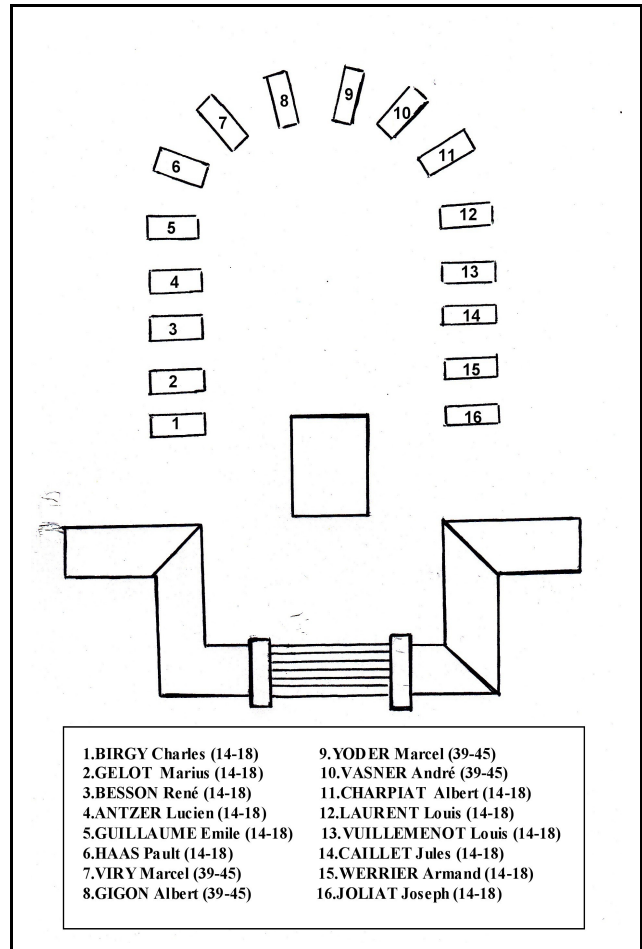 9
8
10
7
11
6
12
5
13
4
14
3
15
2
16
1
1.BIRGY Charles (14-18)
2.GELOT Marius (14-18)
3.BESSON René (14-18)
4.ANTZER Lucien (14-18)
5.GUILLAUME Emile (14-18)
6.HAAS Pault (14-18)
7.VIRY Marcel (39-45)
8.GIGON Albert (39-45)
9.YODER Marcel (39-45)
10.VASNER André (39-45)
11.CHARPIAT Albert (14-18)
12.LAURENT Louis (14-18)
13.VUILLEMENOT Louis (14-18)
14.CAILLET Jules (14-18)
15.WERRIER Armand (14-18)
16.JOLIAT Joseph (14-18)